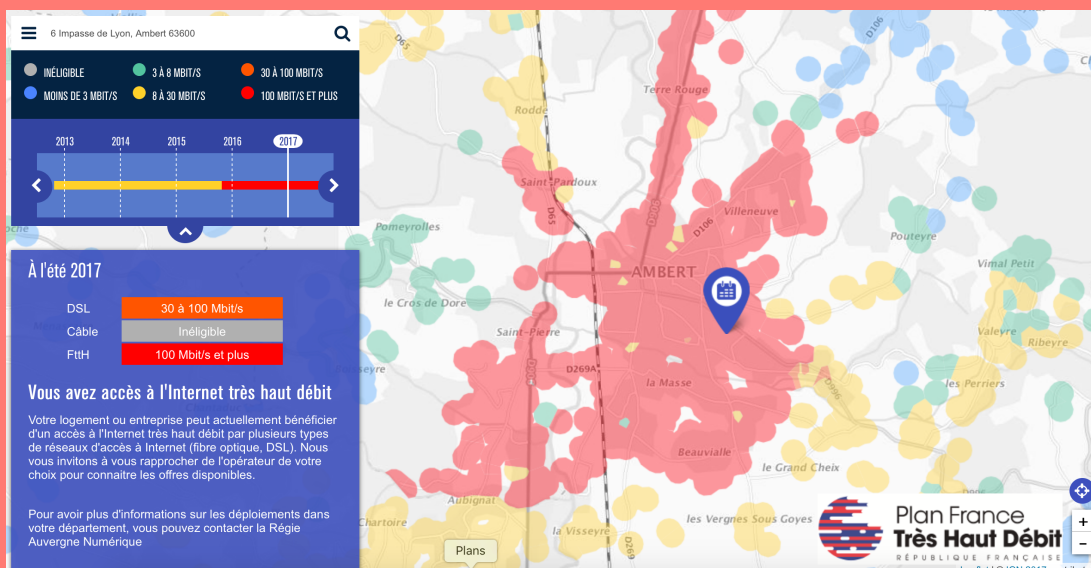 6 Impasse de Lyon, Ambert 63600
INÉLIGIBLE
3 À 8 MBIT/S
30 À 100 MBIT/S
MOINS DE 3 MBIT/S
8 À 30 MBIT/S
100 MBIT/S ET PLUS
2013
2014
2015
2016
2017
À l'été 2017
DSL
30 à 100 Mbit/s
Câble
Inéligible
FttH
100 Mbit/s et plus
Vous avez accès à l'Internet très haut débit
Votre logement ou entreprise peut actuellement bénéficier
d'un accès à l'Internet très haut débit par plusieurs types
de réseaux d'accès à Internet (fibre optique, DSL). Nous
vous invitons à vous rapprocher de l'opérateur de votre
choix pour connaitre les offres disponibles.
Pour avoir plus d'informations sur les déploiements dans
votre département, vous pouvez contacter la Régie
Auvergne Numérique
D65
D106
Terre Rouge
Rodde
Saint-Pardoux
D65
D906
D106
Villeneuve
Pomeyrolles
Pouteyre
AMBERT
Vimal Petit
le Cros de Dore
Saint-Pierre
Valeyre
Ribeyre
D269A
la Masse
D996
les Perriers
Beauvialle
le Grand Cheix
Aubignat
Chartoire
la Visseyre
D269
les Vergnes Sous Goyes
Plans
Plan France
Très Haut Débit
RÉPUBLIQUE FRANÇAISE
+
-